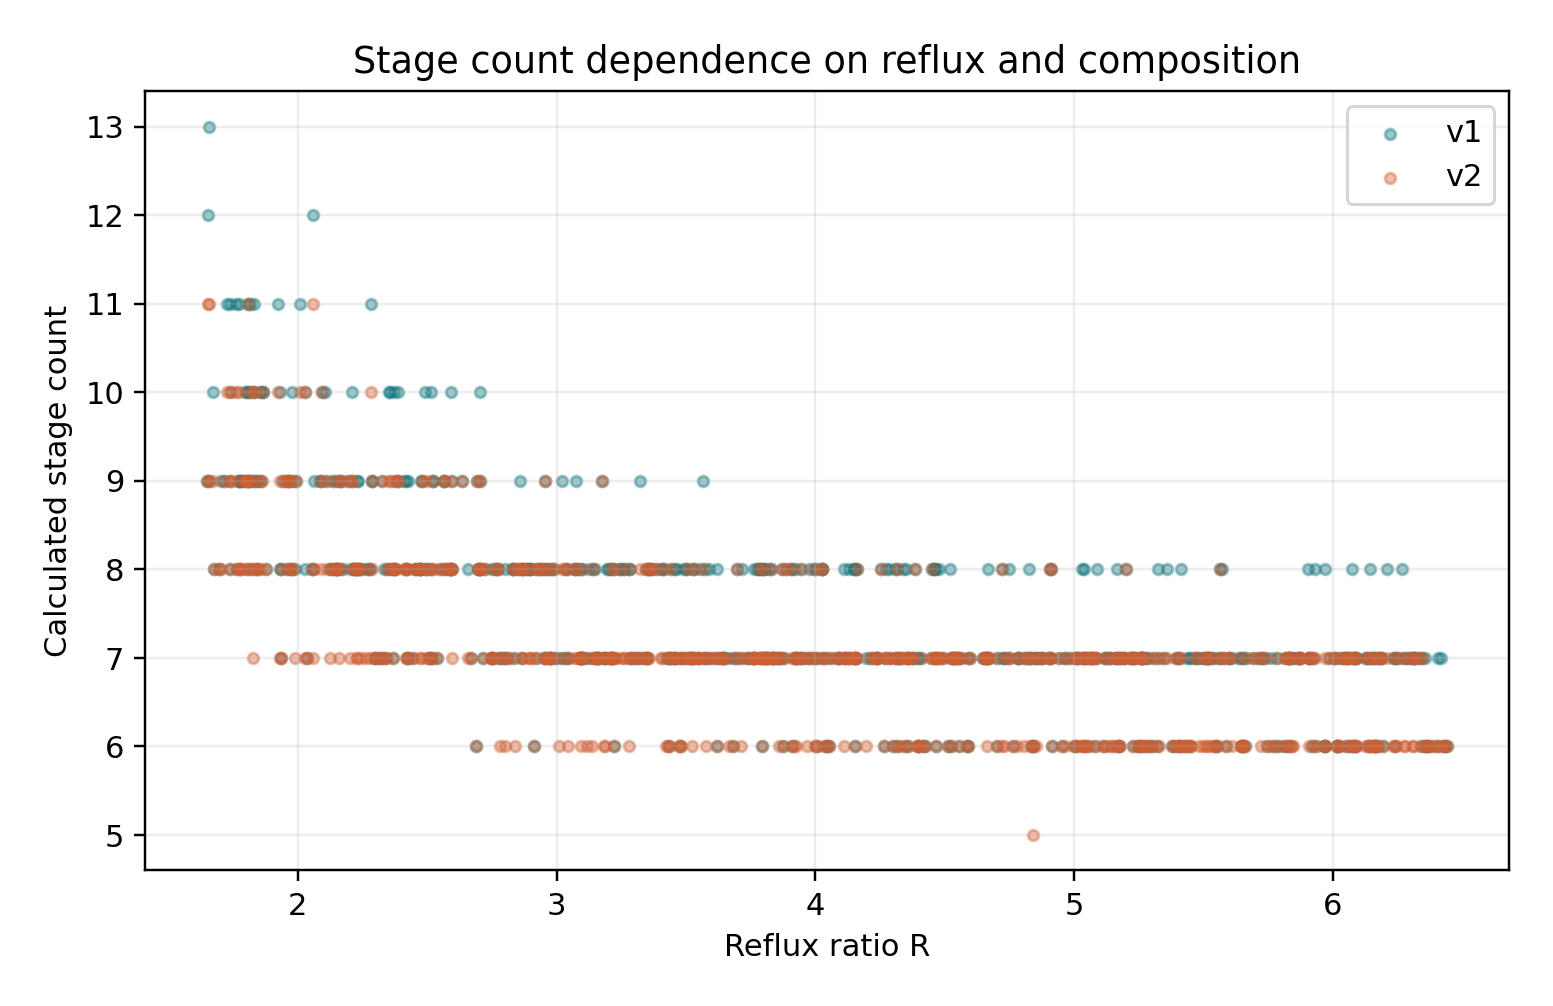 Stage count dependence on reflux and composition
v1
v2
Calculated stage count
13
12
11
10
9
8
7
6
5
2
3
4
5
6
Reflux ratio R